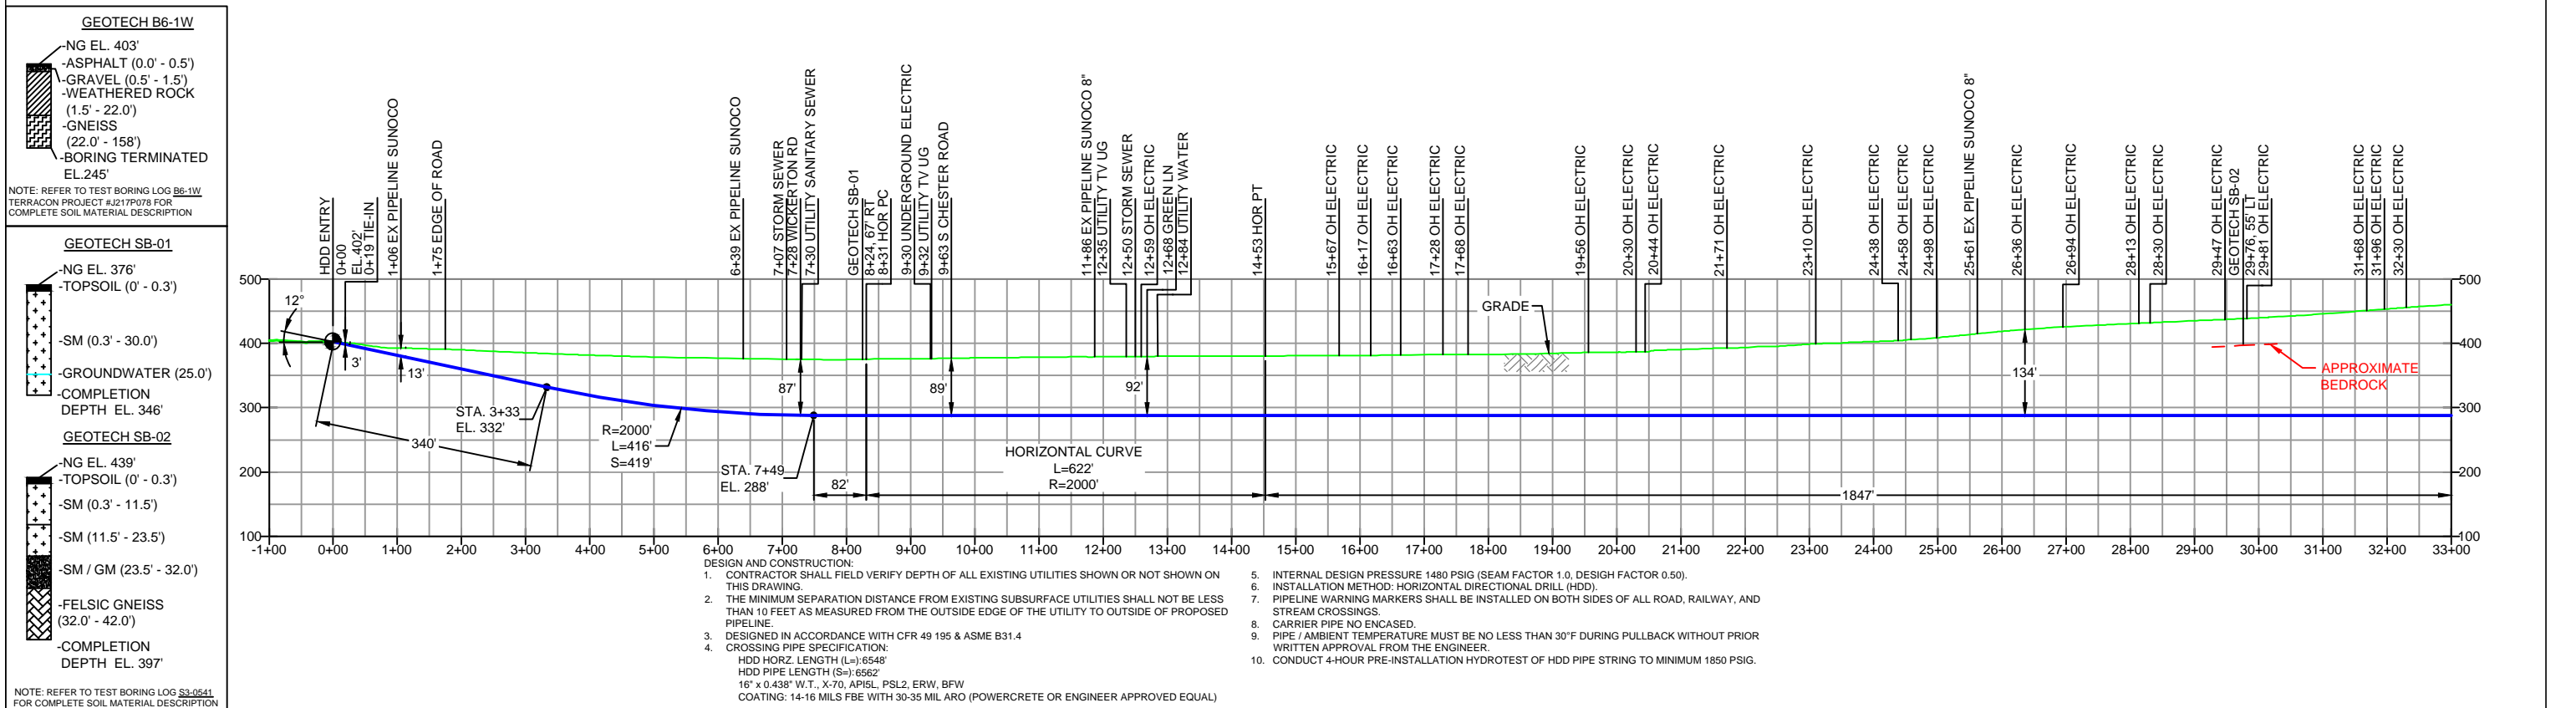 GEOTECH B6-1W
-NG EL. 403'
-ASPHALT (0.0' - 0.5')
-GRAVEL (0.5' - 1.5')
-WEATHERED ROCK
(1.5' - 22.0')
-GNEISS
(22.0' - 158')
-BORING TERMINATED
EL.245'
NOTE: REFER TO TEST BORING LOG B6-1W
TERRACON PROJECT #J217P078 FOR
COMPLETE SOIL MATERIAL DESCRIPTION
GEOTECH SB-01
-NG EL. 376'
-TOPSOIL (0' - 0.3')
-SM (0.3' - 30.0')
-GROUNDWATER (25.0')
-COMPLETION
DEPTH EL. 346'
GEOTECH SB-02
-NG EL. 439'
-TOPSOIL (0' - 0.3')
-SM (0.3' - 11.5')
-SM (11.5' - 23.5')
-SM / GM (23.5' - 32.0')
-FELSIC GNEISS
(32.0' - 42.0')
-COMPLETION
DEPTH EL. 397'
NOTE: REFER TO TEST BORING LOG S3-0541
FOR COMPLETE SOIL MATERIAL DESCRIPTION
HDD ENTRY
0+00
EL.402'
0+19 TIE-IN
1+06 EX PIPELINE SUNOCO
1+75 EDGE OF ROAD
6+39 EX PIPELINE SUNOCO
7+07 STORM SEWER
7+28 WICKERTON RD
7+30 UTILITY SANITARY SEWER
GEOTECH SB-01
8+24, 67' RT
8+31 HOR PC
9+30 UNDERGROUND ELECTRIC
9+32 UTILITY TV UG
9+63 S CHESTER ROAD
11+86 EX PIPELINE SUNOCO 8"
12+35 UTILITY TV UG
12+50 STORM SEWER
12+59 OH ELECTRIC
12+68 GREEN LN
12+84 UTILITY WATER
14+53 HOR PT
15+67 OH ELECTRIC
16+17 OH ELECTRIC
16+63 OH ELECTRIC
17+28 OH ELECTRIC
17+68 OH ELECTRIC
19+56 OH ELECTRIC
20+30 OH ELECTRIC
20+44 OH ELECTRIC
21+71 OH ELECTRIC
23+10 OH ELECTRIC
24+38 OH ELECTRIC
24+58 OH ELECTRIC
24+98 OH ELECTRIC
25+61 EX PIPELINE SUNOCO 8"
26+36 OH ELECTRIC
26+94 OH ELECTRIC
28+13 OH ELECTRIC
28+30 OH ELECTRIC
29+47 OH ELECTRIC
GEOTECH SB-02
29+76, 55' LT
29+81 OH ELECTRIC
31+68 OH ELECTRIC
31+96 OH ELECTRIC
32+30 OH ELECTRIC
500
400
300
200
100
500
400
300
200
100
12°
3'
13'
340'
STA. 3+33
EL. 332'
R=2000'
L=416'
S=419'
87'
STA. 7+49
EL. 288'
82'
89'
92'
HORIZONTAL CURVE
L=622'
R=2000'
GRADE
134'
1847'
APPROXIMATE
BEDROCK
-1+00 0+00 1+00 2+00 3+00 4+00 5+00 6+00 7+00 8+00 9+00 10+00 11+00 12+00 13+00 14+00 15+00 16+00 17+00 18+00 19+00 20+00 21+00 22+00 23+00 24+00 25+00 26+00 27+00 28+00 29+00 30+00 31+00 32+00 33+00
DESIGN AND CONSTRUCTION:
1. CONTRACTOR SHALL FIELD VERIFY DEPTH OF ALL EXISTING UTILITIES SHOWN OR NOT SHOWN ON
THIS DRAWING.
2. THE MINIMUM SEPARATION DISTANCE FROM EXISTING SUBSURFACE UTILITIES SHALL NOT BE LESS
THAN 10 FEET AS MEASURED FROM THE OUTSIDE EDGE OF THE UTILITY TO OUTSIDE OF PROPOSED
PIPELINE.
3. DESIGNED IN ACCORDANCE WITH CFR 49 195 & ASME B31.4
4. CROSSING PIPE SPECIFICATION:
HDD HORZ. LENGTH (L=):6548'
HDD PIPE LENGTH (S=):6562'
16" x 0.438" W.T., X-70, API5L, PSL2, ERW, BFW
COATING: 14-16 MILS FBE WITH 30-35 MIL ARO (POWERCRETE OR ENGINEER APPROVED EQUAL)
5. INTERNAL DESIGN PRESSURE 1480 PSIG (SEAM FACTOR 1.0, DESIGH FACTOR 0.50).
6. INSTALLATION METHOD: HORIZONTAL DIRECTIONAL DRILL (HDD).
7. PIPELINE WARNING MARKERS SHALL BE INSTALLED ON BOTH SIDES OF ALL ROAD, RAILWAY, AND
STREAM CROSSINGS.
8. CARRIER PIPE NO ENCASED.
9. PIPE / AMBIENT TEMPERATURE MUST BE NO LESS THAN 30°F DURING PULLBACK WITHOUT PRIOR
WRITTEN APPROVAL FROM THE ENGINEER.
10. CONDUCT 4-HOUR PRE-INSTALLATION HYDROTEST OF HDD PIPE STRING TO MINIMUM 1850 PSIG.